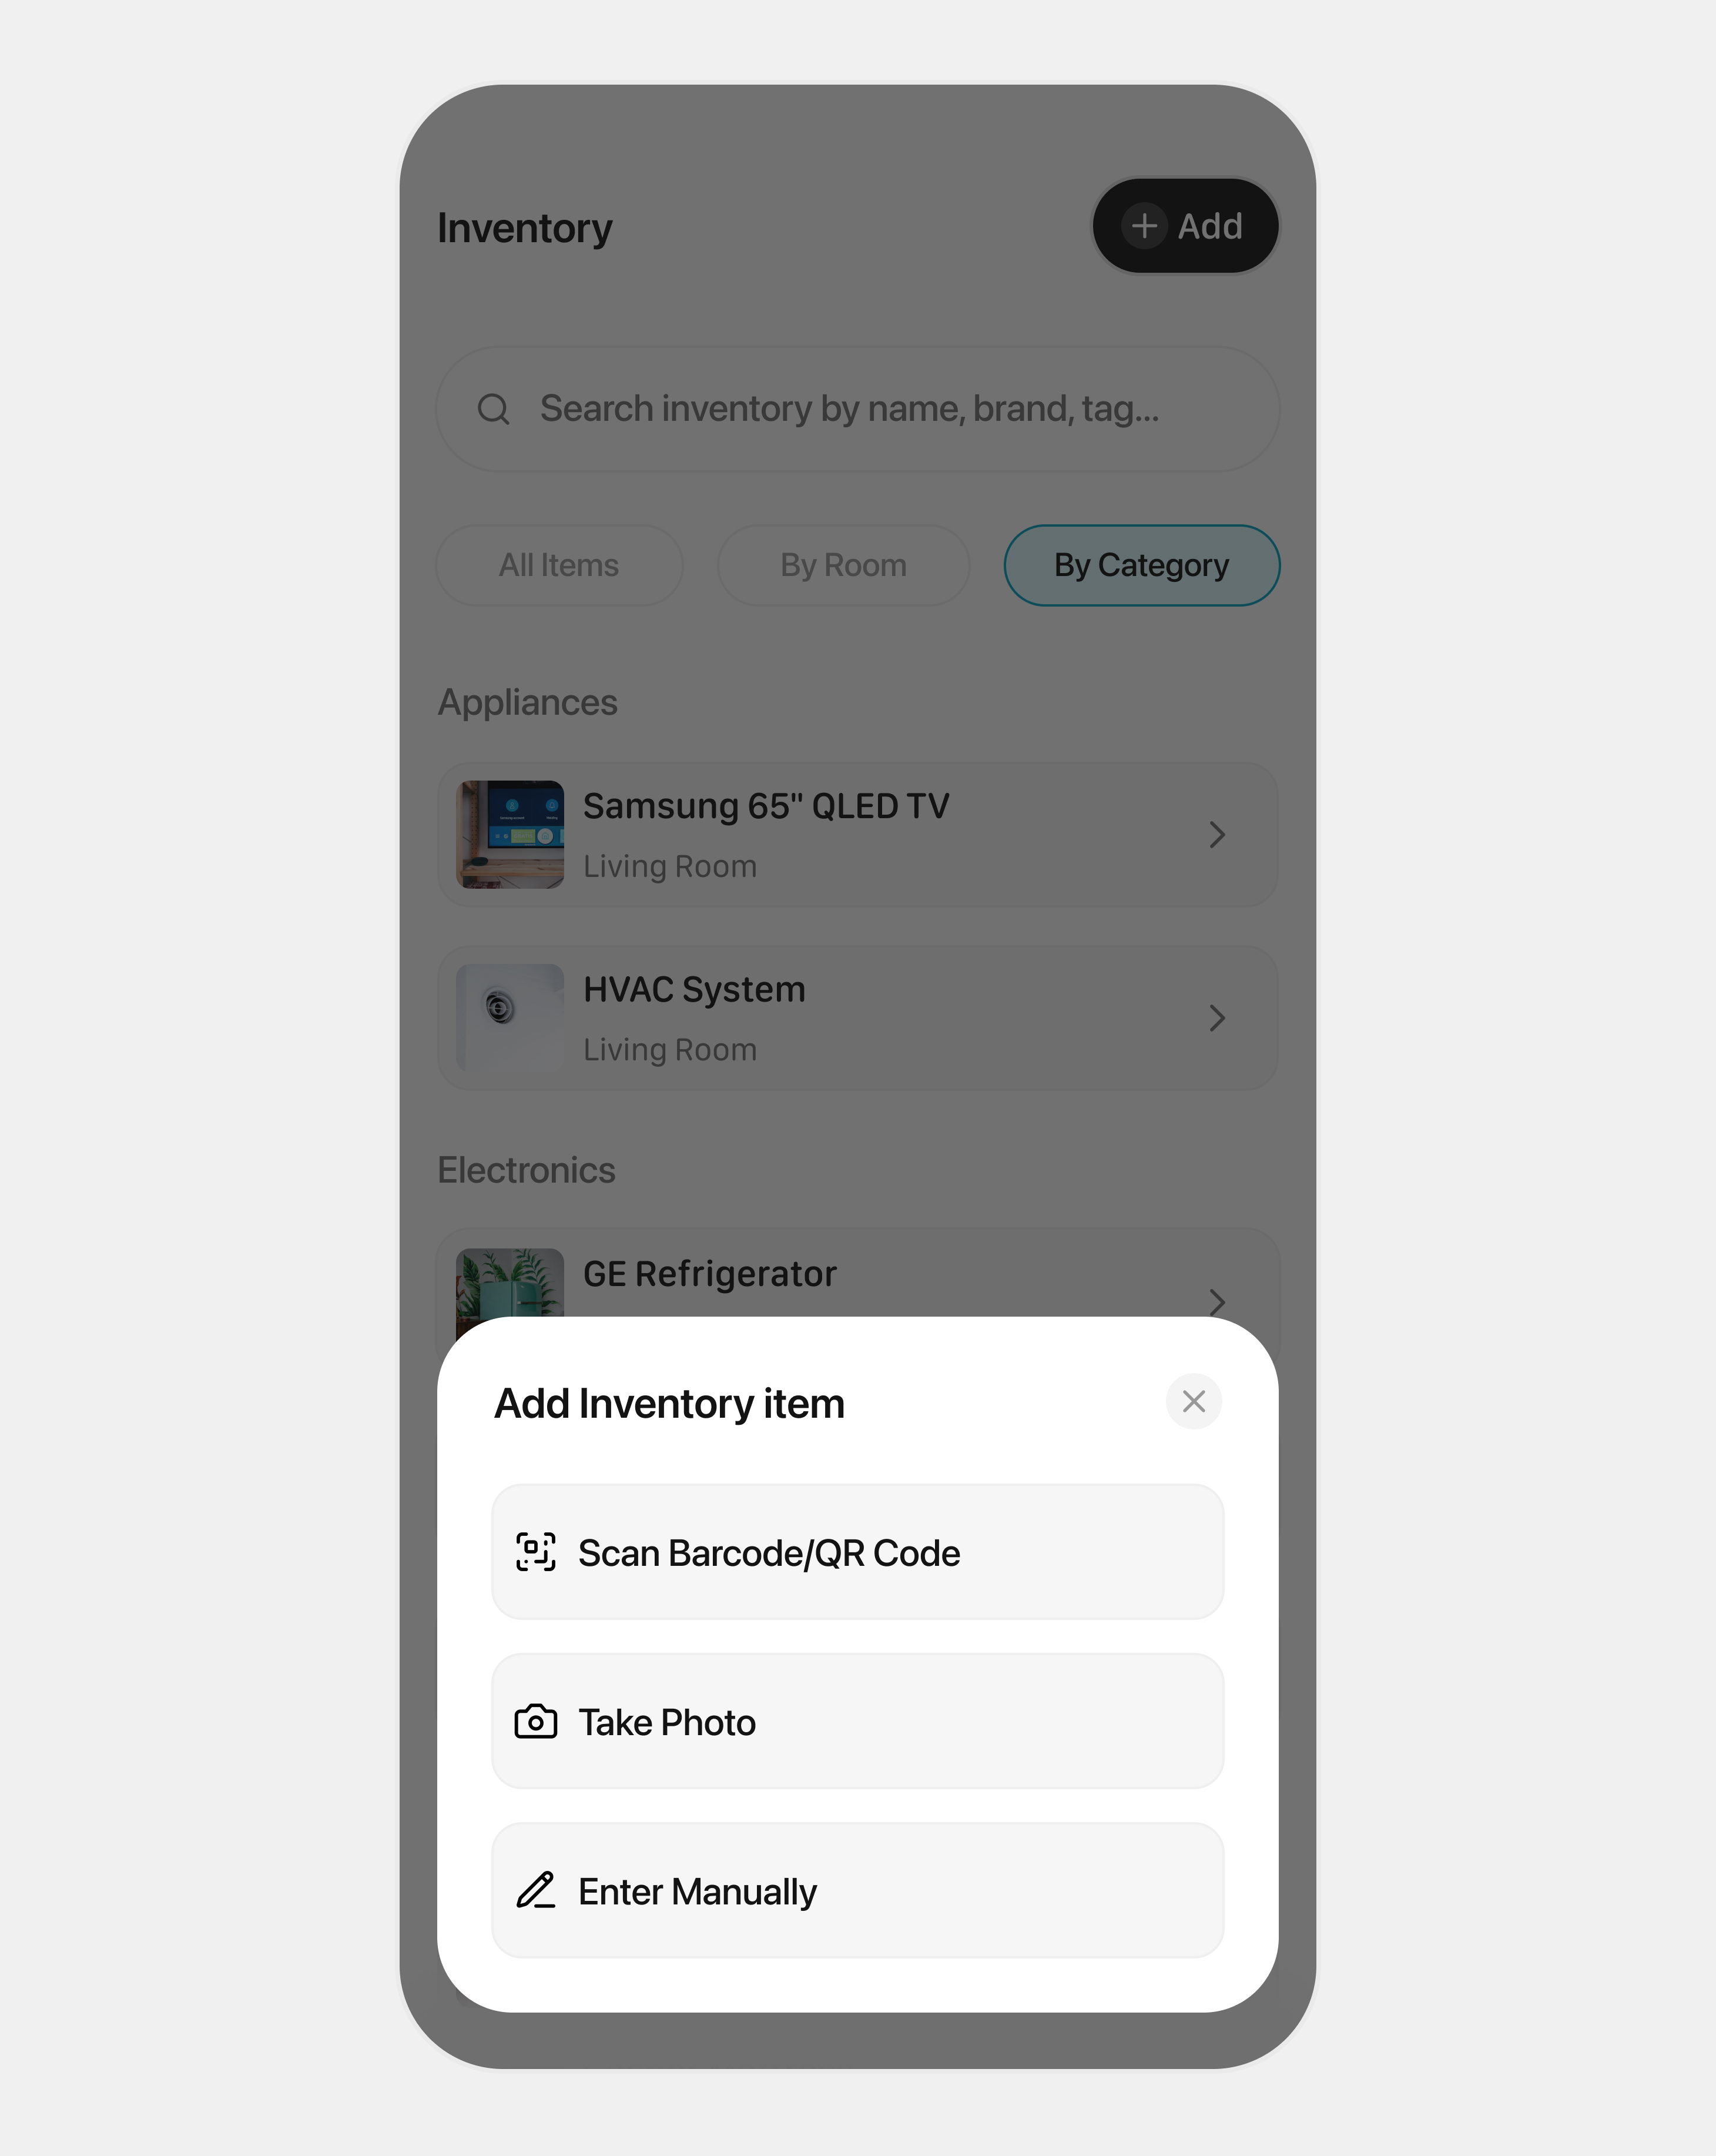 Inventory
Add
Search inventory by name, brand, tag...
All Items
By Room
By Category
Appliances
Samsung 65" QLED TV
Living Room
HVAC System
Living Room
Electronics
GE Refrigerator
Add Inventory item
Scan Barcode/QR Code
Take Photo
Enter Manually